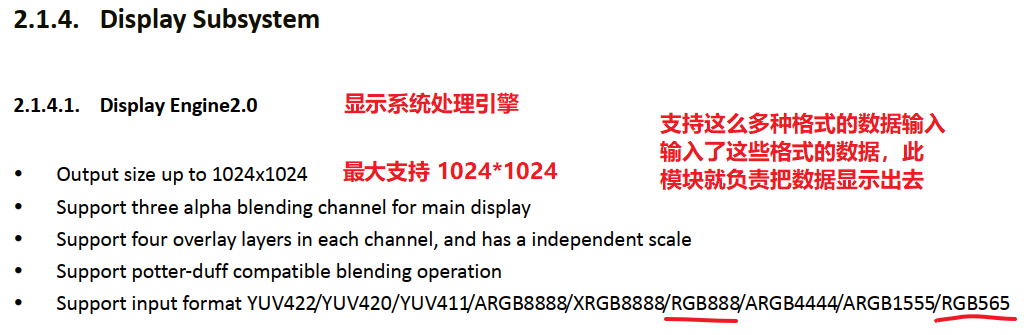 2.1.4. Display Subsystem
2.1.4.1. Display Engine2.0
显示系统处理引擎
支持这么多种格式的数据输入
输入了这些格式的数据，此
模块就负责把数据显示出去
• Output size up to 1024x1024
最大支持 1024*1024
• Support three alpha blending channel for main display
• Support four overlay layers in each channel, and has a independent scale
• Support potter-duff compatible blending operation
• Support input format YUV422/YUV420/YUV411/ARGB8888/XRGB8888/RGB888/ARGB4444/ARGB1555/RGB565